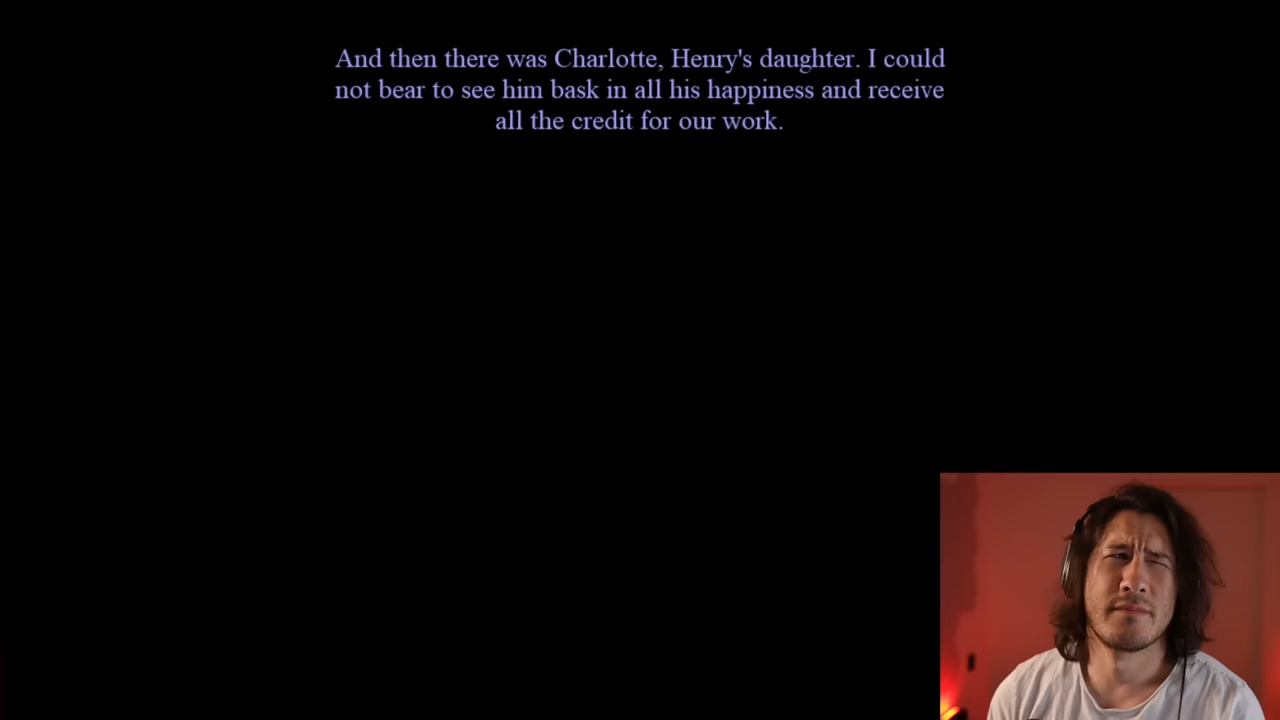 And then there was Charlotte, Henry's daughter. I could
not bear to see him bask in all his happiness and receive
all the credit for our work.